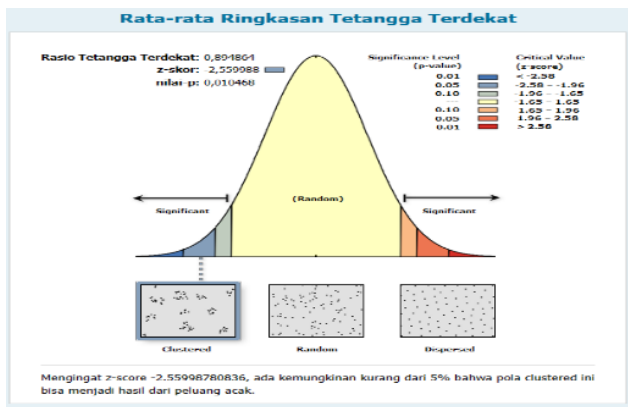 Rata-rata Ringkasan Tetangga Terdekat
Rasio Tetangga Terdekat: 0,894864
z-skor: -2,559988
nilai-p: 0,010468
Significance Level
(p-value)
Critical Value
(z-score)
0.01 < -2.58
0.05 -2.58 - -1.96
0.10 -1.96 - -1.65
— -1.65 - 1.65
0.10 1.65 - 1.96
0.05 1.96 - 2.58
0.01 > 2.58
Significant
(Random)
Significant
Clustered
Random
Dispersed
Mengingat z-score -2.55998780836, ada kemungkinan kurang dari 5% bahwa pola clustered ini
bisa menjadi hasil dari peluang acak.